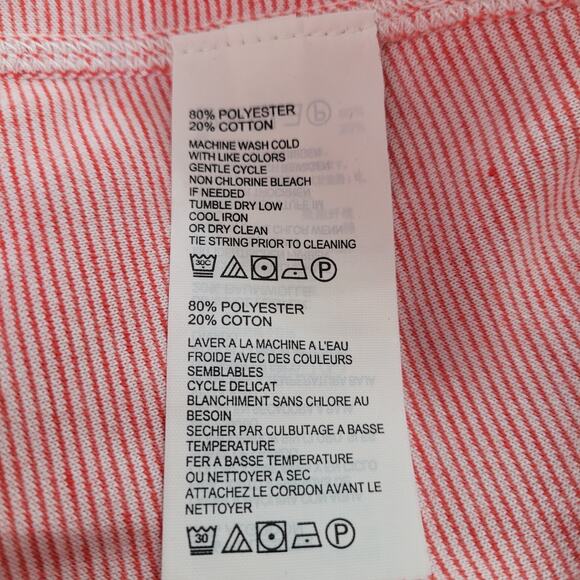 80% POLYESTER
20% COTTON
MACHINE WASH COLD
WITH LIKE COLORS
GENTLE CYCLE
NON CHLORINE BLEACH
IF NEEDED
TUMBLE DRY LOW
COOL IRON
OR DRY CLEAN
TIE STRING PRIOR TO CLEANING
30C P
80% POLYESTER
20% COTON
LAVER A LA MACHINE A L'EAU
FROIDE AVEC DES COULEURS
SEMBLABLES
CYCLE DELICAT
BLANCHIMENT SANS CHLORE AU
BESOIN
SECHER PAR CULBUTAGE A BASSE
TEMPERATURE
FER A BASSE TEMPERATURE
OU NETTOYER A SEC
ATTACHEZ LE CORDON AVANT LE
NETTOYER
30 P